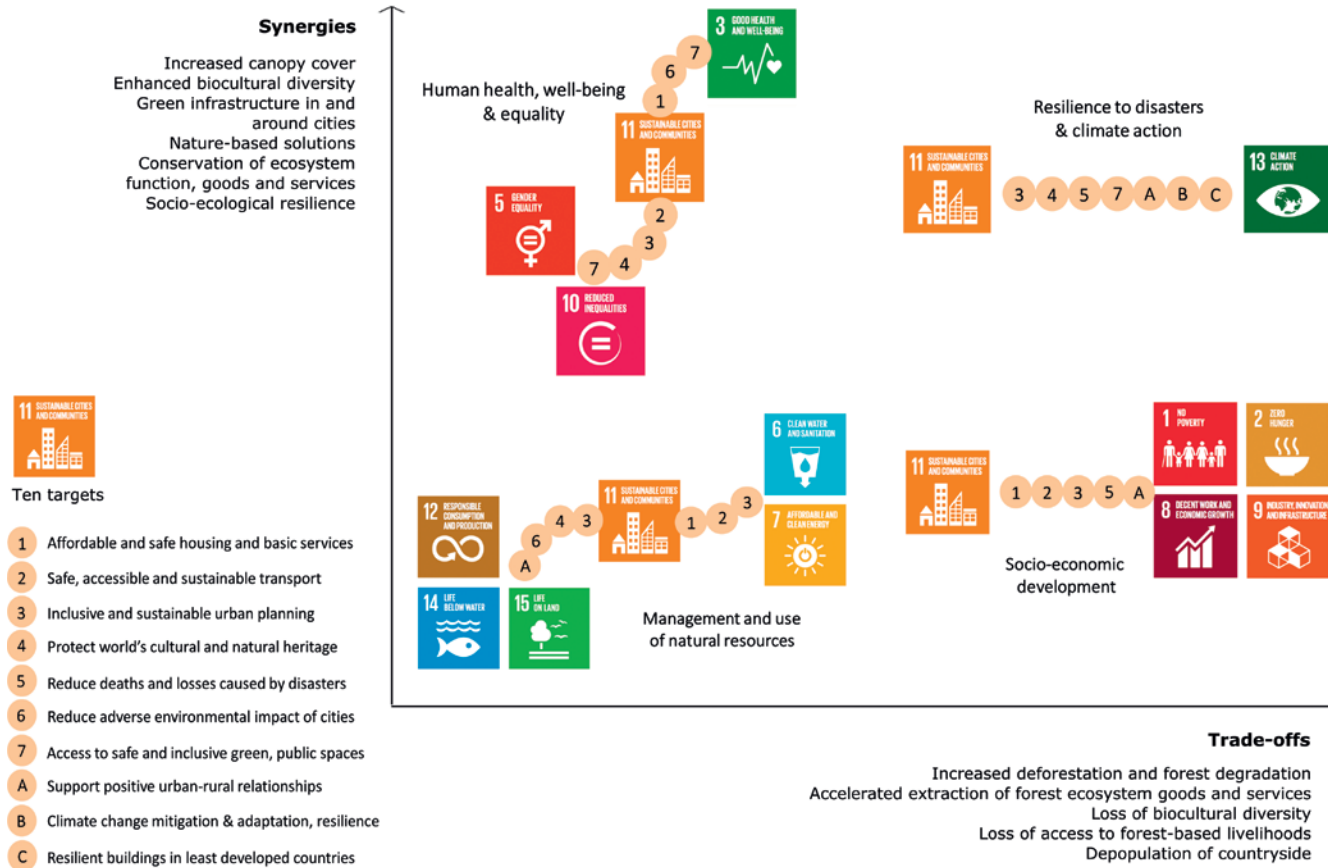 Synergies
Increased canopy cover
Enhanced biocultural diversity
Green infrastructure in and
around cities
Nature-based solutions
Conservation of ecosystem
function, goods and services
Socio-ecological resilience
Human health, well-being
& equality
3 GOOD HEALTH
AND WELL-BEING
7
6
1
11 SUSTAINABLE CITIES
AND COMMUNITIES
2
3
4
7
5 GENDER
EQUALITY
10 REDUCED
INEQUALITIES
Resilience to disasters
& climate action
11 SUSTAINABLE CITIES
AND COMMUNITIES
3 4 5 7 A B C
13 CLIMATE
ACTION
11 SUSTAINABLE CITIES
AND COMMUNITIES
Ten targets
1 Affordable and safe housing and basic services
2 Safe, accessible and sustainable transport
3 Inclusive and sustainable urban planning
4 Protect world's cultural and natural heritage
5 Reduce deaths and losses caused by disasters
6 Reduce adverse environmental impact of cities
7 Access to safe and inclusive green, public spaces
A Support positive urban-rural relationships
B Climate change mitigation & adaptation, resilience
C Resilient buildings in least developed countries
12 RESPONSIBLE
CONSUMPTION
AND PRODUCTION
A
6
4
3
11 SUSTAINABLE CITIES
AND COMMUNITIES
1
2
3
6 CLEAN WATER
AND SANITATION
7 AFFORDABLE AND
CLEAN ENERGY
14 LIFE
BELOW WATER
15 LIFE
ON LAND
Management and use
of natural resources
11 SUSTAINABLE CITIES
AND COMMUNITIES
1 2 3 5 A
1 NO
POVERTY
2 ZERO
HUNGER
8 DECENT WORK AND
ECONOMIC GROWTH
9 INDUSTRY, INNOVATION
AND INFRASTRUCTURE
Socio-economic
development
Trade-offs
Increased deforestation and forest degradation
Accelerated extraction of forest ecosystem goods and services
Loss of biocultural diversity
Loss of access to forest-based livelihoods
Depopulation of countryside